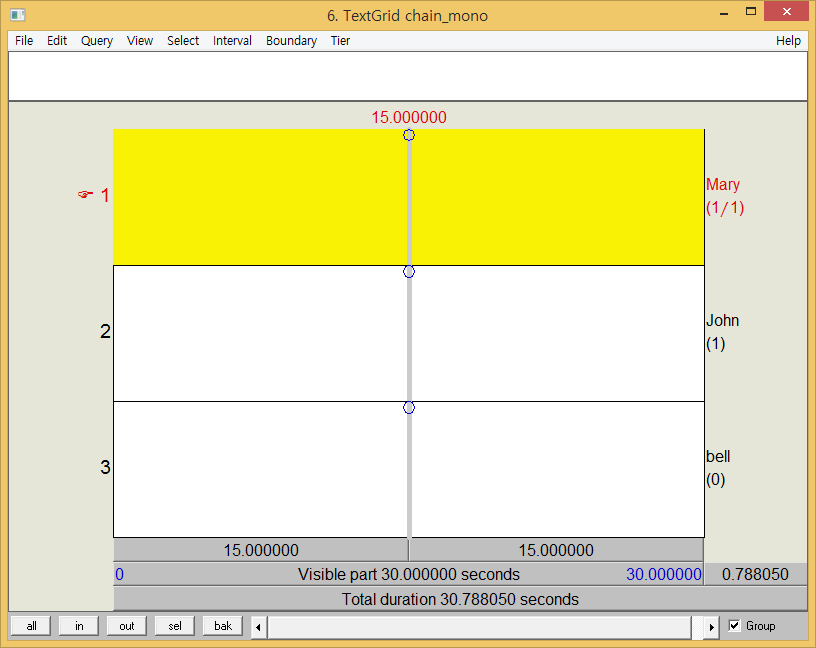 6. TextGrid chain_mono
File Edit Query View Select Interval Boundary Tier Help
15.000000
1
Mary
(1/1)
2
John
(1)
3
bell
(0)
15.000000 15.000000
0 Visible part 30.000000 seconds 30.000000 0.788050
Total duration 30.788050 seconds
all in out sel bak Group